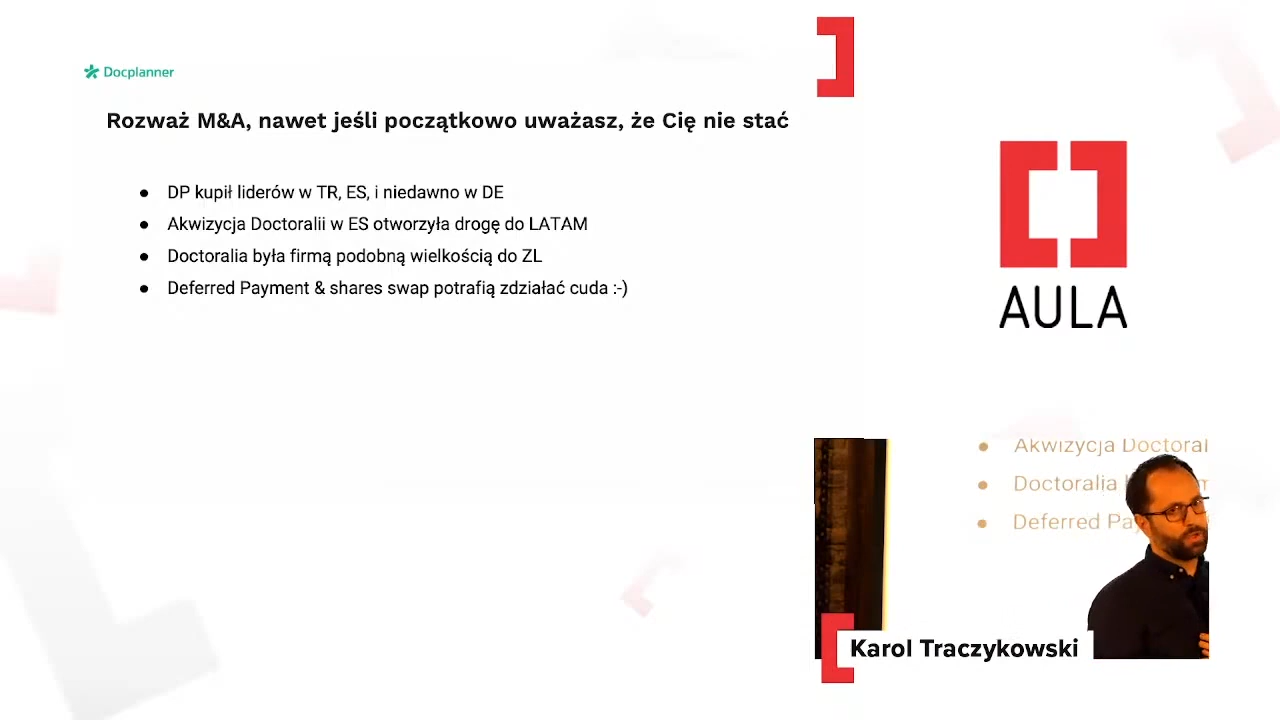 Docplanner
Rozważ M&A, nawet jeśli początkowo uważasz, że Cię nie stać
● DP kupił liderów w TR, ES, i niedawno w DE
● Akwizycja Doctoralii w ES otworzyła drogę do LATAM
● Doctoralia była firmą podobną wielkością do ZL
● Deferred Payment & shares swap potrafią zdziałać cuda :-)
AULA
● Akwizycja Doctoral
● Doctoralia
● Deferred Pay
Karol Traczykowski